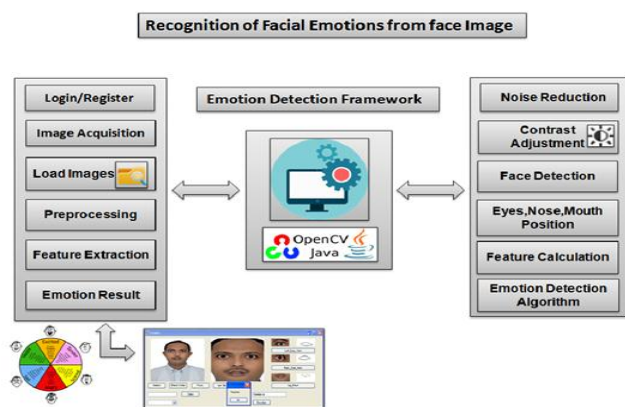 Recognition of Facial Emotions from face Image
Login/Register
Image Acquisition
Load Images
Preprocessing
Feature Extraction
Emotion Result
Emotion Detection Framework
OpenCV
Java
Noise Reduction
Contrast
Adjustment
Face Detection
Eyes,Nose,Mouth
Position
Feature Calculation
Emotion Detection
Algorithm